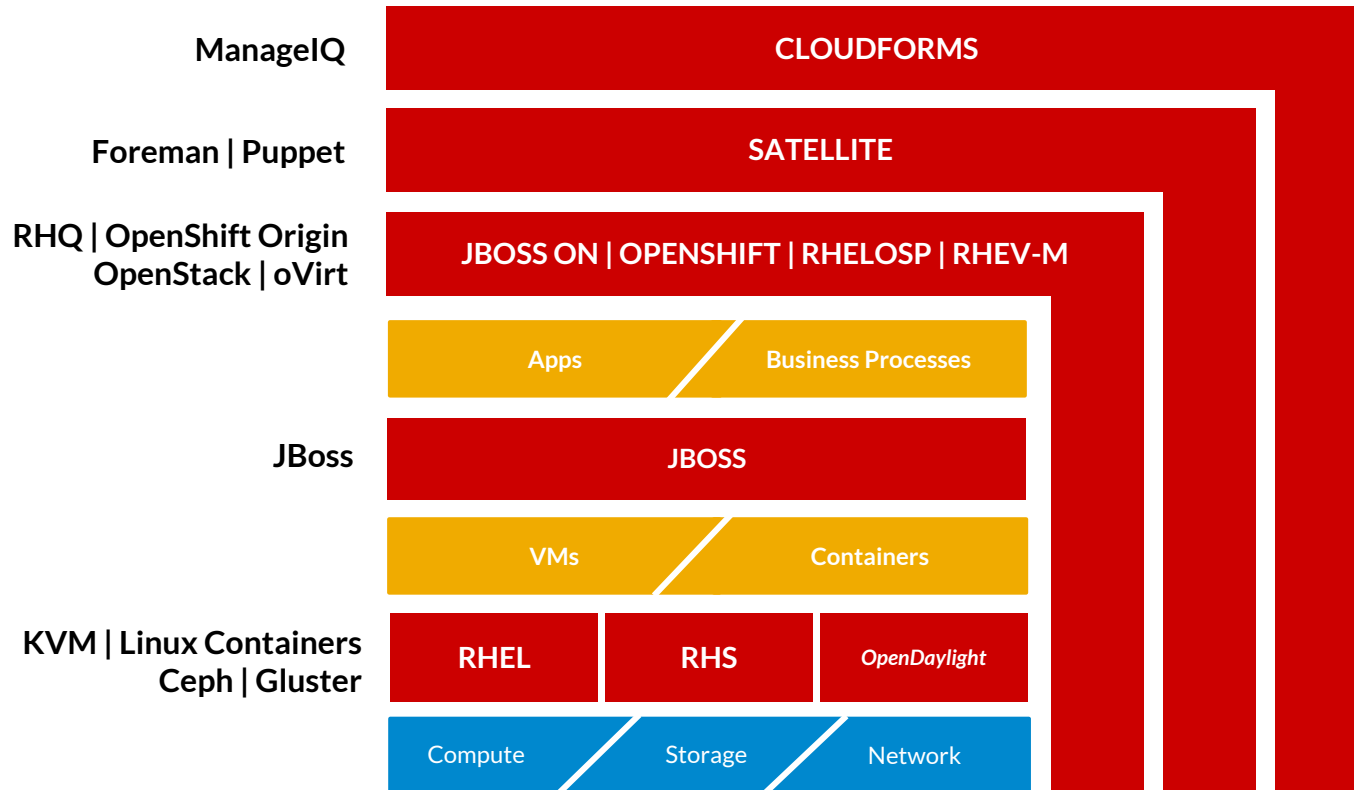 ManageIQ
CLOUDFORMS
Foreman | Puppet
SATELLITE
RHQ | OpenShift Origin
OpenStack | oVirt
JBOSS ON | OPENSHIFT | RHELOSP | RHEV-M
Apps
Business Processes
JBoss
JBOSS
VMs
Containers
KVM | Linux Containers
Ceph | Gluster
RHEL
RHS
OpenDaylight
Compute
Storage
Network